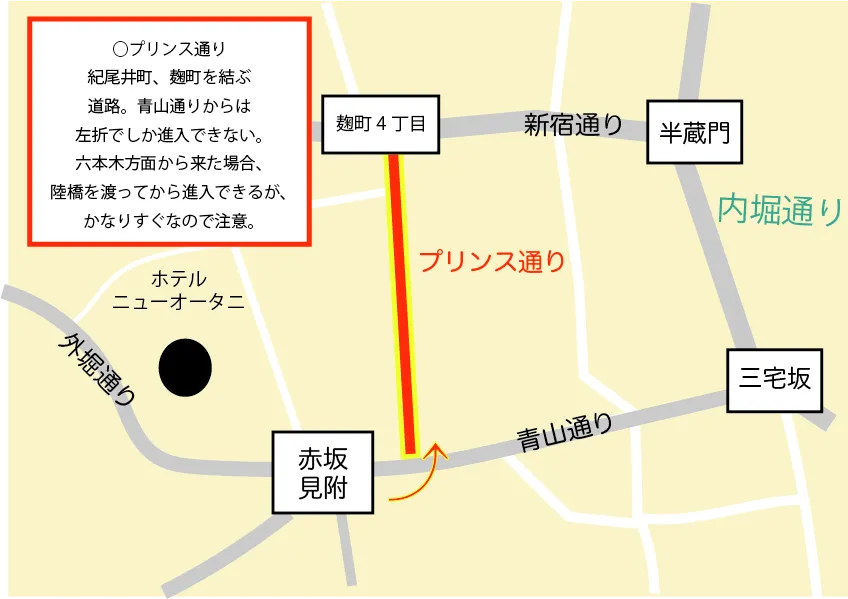 ○プリンス通り
紀尾井町、麹町を結ぶ
道路。青山通りからは
左折でしか進入できない。
六本木方面から来た場合、
陸橋を渡ってから進入できるが、
かなりすぐなので注意。
麹町4丁目
新宿通り
半蔵門
内堀通り
プリンス通り
ホテル
ニューオータニ
外堀通り
三宅坂
青山通り
赤坂
見附